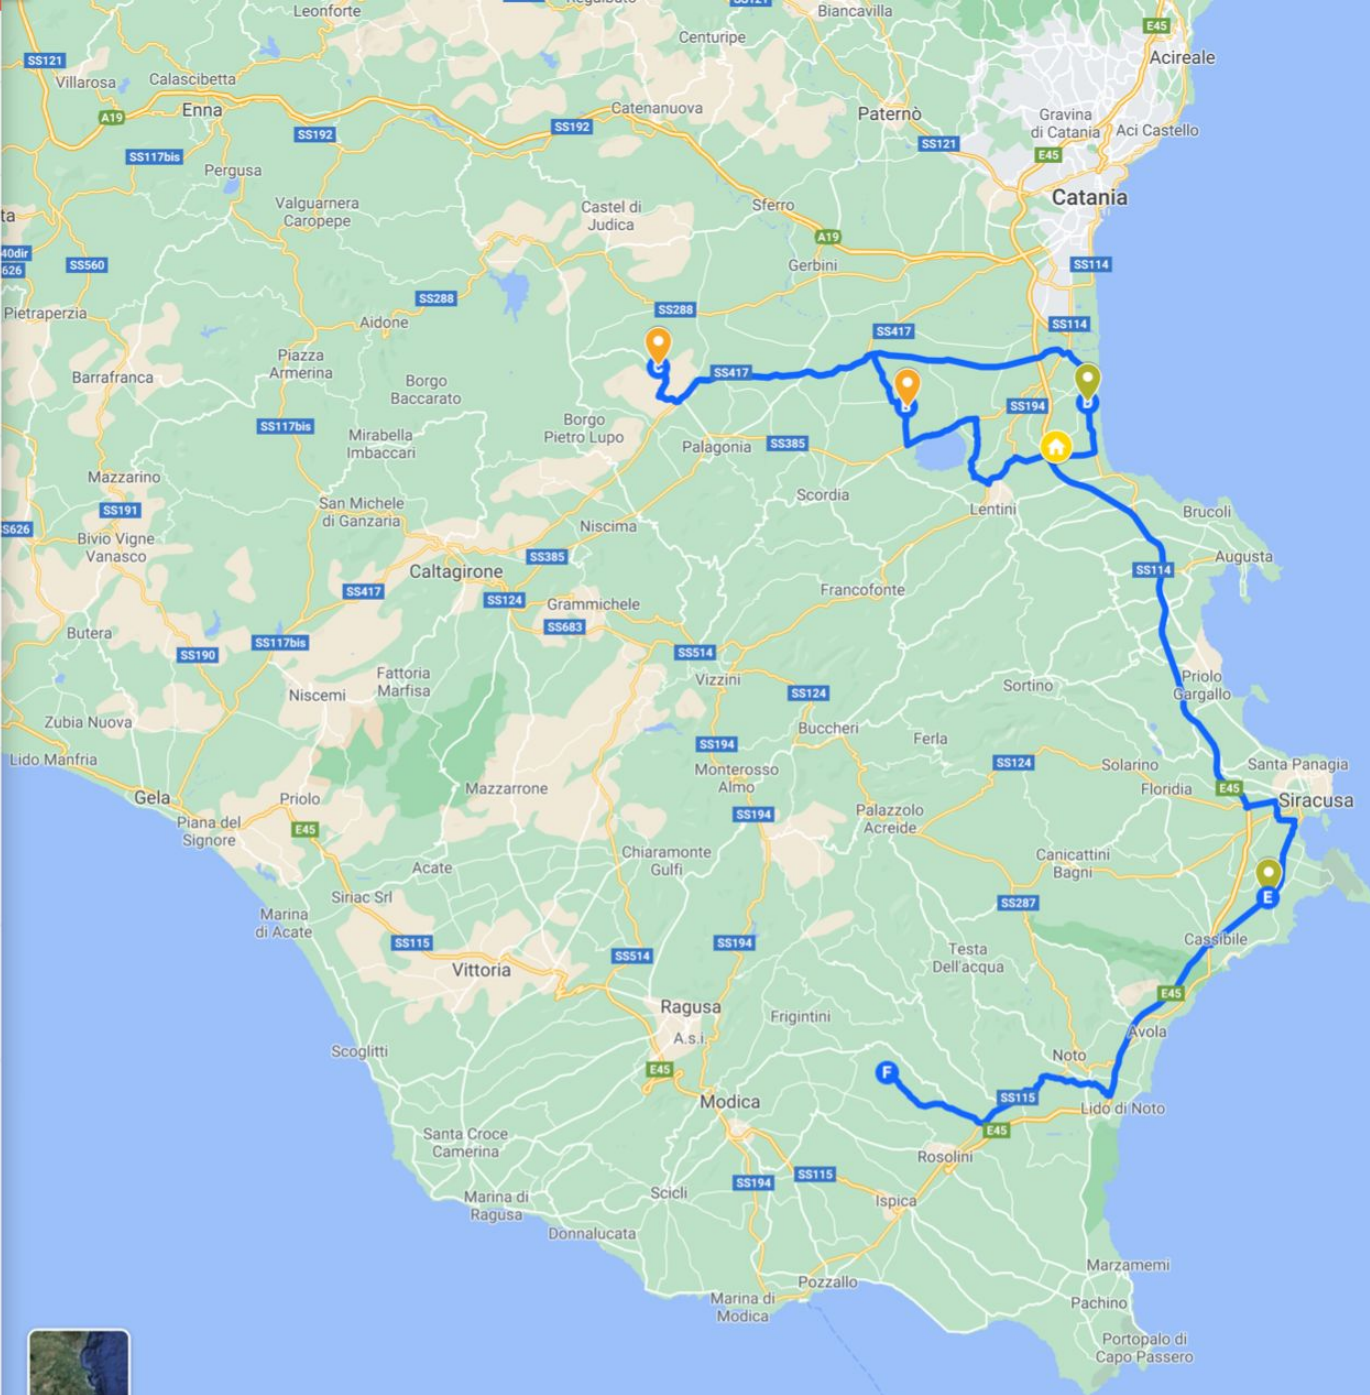 Leonforte
Regalbuto
SS121
Biancavilla
E45
Centuripe
Acireale
SS121
Villarosa
Calascibetta
A19
Enna
SS192
Catenanuova
SS192
Paternò
SS121
Gravina
di Catania
Aci Castello
E45
SS117bis
Pergusa
Catania
Valguarnera
Caropepe
Castel di
Judica
Sferro
ta
A19
40dir
626
SS560
Gerbini
SS114
SS288
SS288
Pietraperzia
Aidone
SS417
SS114
Piazza
Armerina
Barrafranca
Borgo
Baccarato
SS417
SS194
Borgo
Pietro Lupo
SS117bis
Mirabella
Imbaccari
Palagonia
SS385
Mazzarino
Scordia
SS191
San Michele
di Ganzaria
Lentini
Brucoli
S626
Niscima
Bivio Vigne
Vanasco
SS385
Augusta
Caltagirone
SS114
SS417
SS124
Grammichele
Francofonte
SS683
Butera
SS117bis
SS190
SS514
Vizzini
Fattoria
Marfisa
Priolo
Gargallo
Niscemi
SS124
Sortino
Zubia Nuova
Buccheri
Ferla
SS194
Lido Manfria
Monterosso
Almo
SS124
Solarino
Santa Panagia
Gela
Priolo
Mazzarrone
Floridia
E45
Siracusa
Piana del
Signore
E45
SS194
Palazzolo
Acreide
Chiaramonte
Gulfi
Canicattini
Bagni
Acate
Siriac Srl
E
SS287
Marina
di Acate
SS115
SS194
Cassibile
SS514
Testa
Dell'acqua
Vittoria
E45
Ragusa
Frigintini
Avola
A.s.i.
Scoglitti
Noto
E45
F
SS115
Modica
Lido di Noto
E45
Santa Croce
Camerina
Rosolini
SS115
SS194
Scicli
Marina di
Ragusa
Ispica
Donnalucata
Marzamemi
Pozzallo
Marina di
Modica
Pachino
Portopalo di
Capo Passero